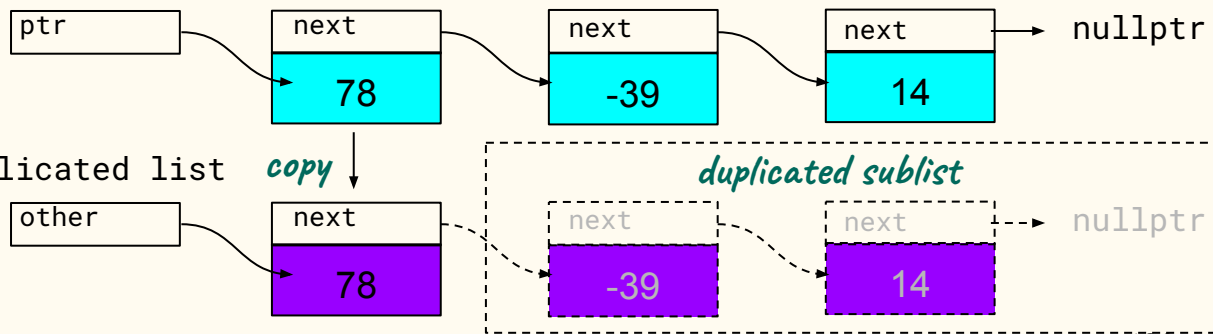 ptr next next next nullptr
78 -39 14
licated list copy duplicated sublist
other next next next nullptr
78 -39 14